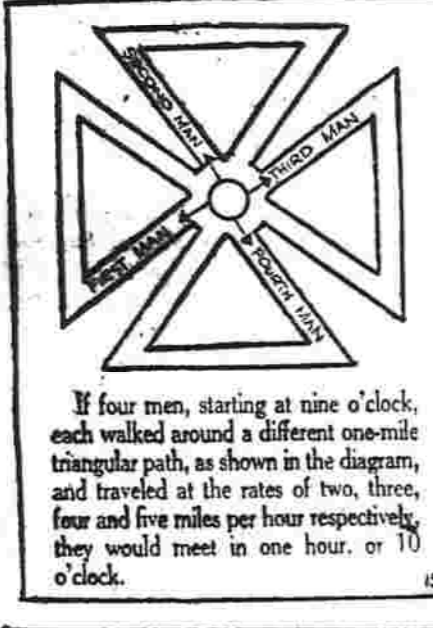 SECOND MAN
THIRD MAN
FIRST MAN
FOURTH MAN
If four men, starting at nine o'clock,
each walked around a different one-mile
triangular path, as shown in the diagram,
and traveled at the rates of two, three,
four and five miles per hour respectively,
they would meet in one hour. or 10
o'clock.